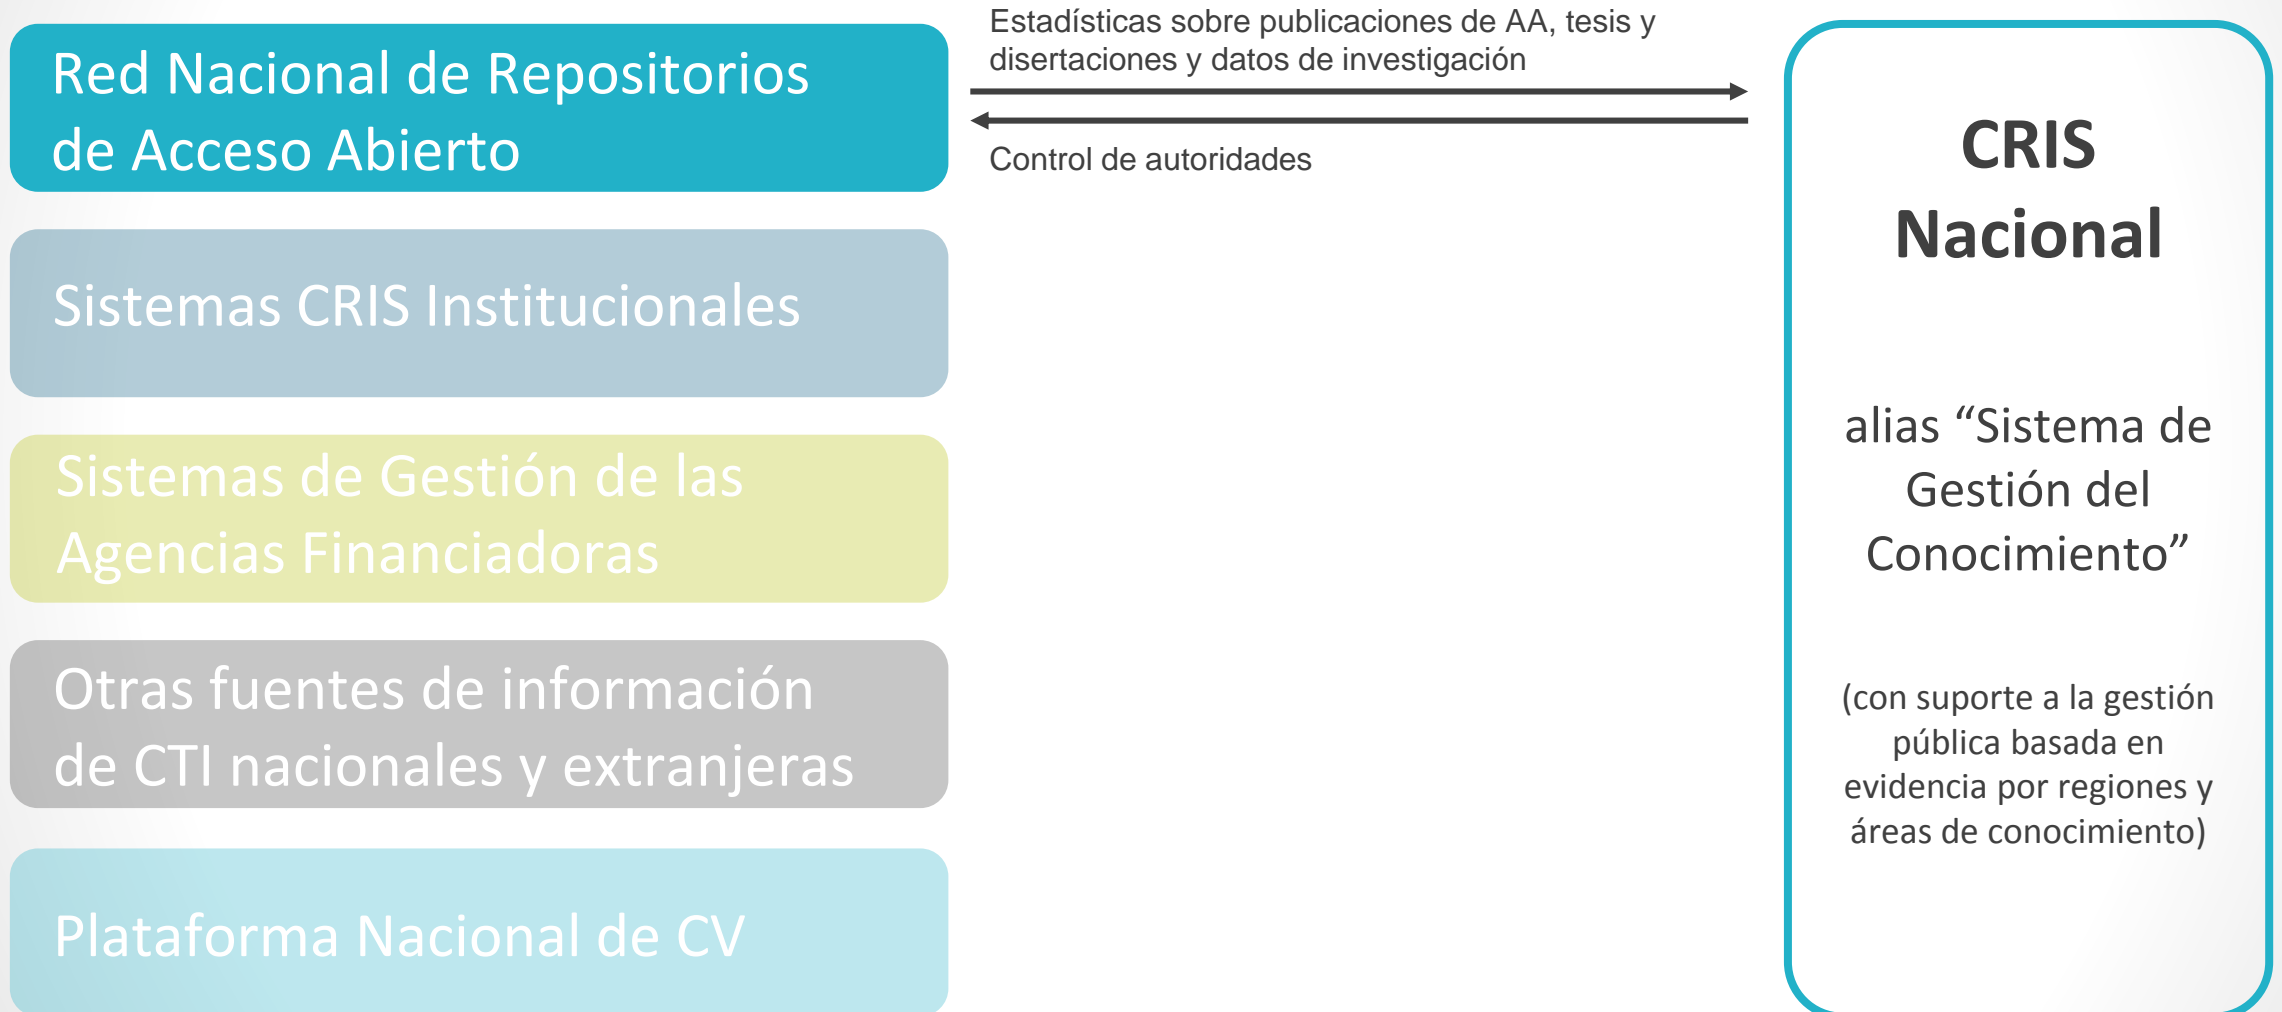 Red Nacional de Repositorios
de Acceso Abierto
Estadísticas sobre publicaciones de AA, tesis y
disertaciones y datos de investigación
Control de autoridades
Sistemas CRIS Institucionales
Sistemas de Gestión de las
Agencias Financiadoras
Otras fuentes de información
de CTI nacionales y extranjeras
Plataforma Nacional de CV
CRIS
Nacional
alias “Sistema de
Gestión del
Conocimiento”
(con suporte a la gestión
pública basada en
evidencia por regiones y
áreas de conocimiento)